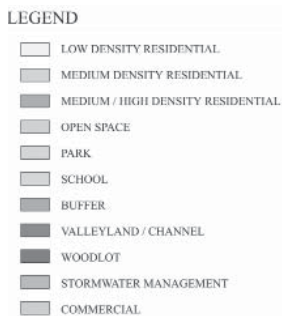 LEGEND
LOW DENSITY RESIDENTIAL
MEDIUM DENSITY RESIDENTIAL
MEDIUM / HIGH DENSITY RESIDENTIAL
OPEN SPACE
PARK
SCHOOL
BUFFER
VALLEYLAND / CHANNEL
WOODLOT
STORMWATER MANAGEMENT
COMMERCIAL